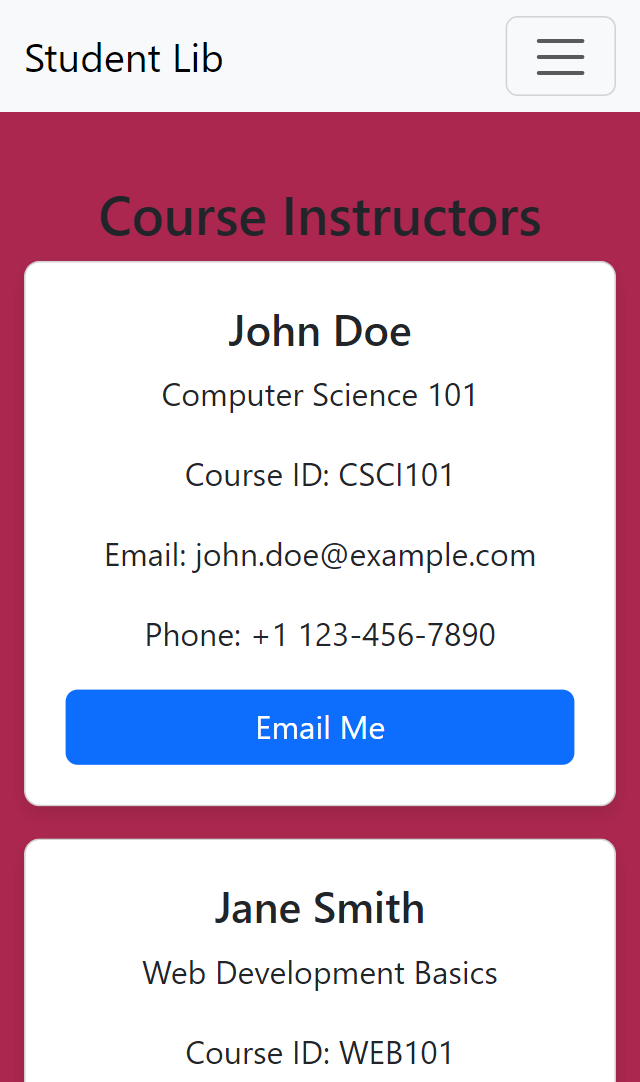 Student Lib
Course Instructors
John Doe
Computer Science 101
Course ID: CSCI101
Email: john.doe@example.com
Phone: +1 123-456-7890
Email Me
Jane Smith
Web Development Basics
Course ID: WEB101